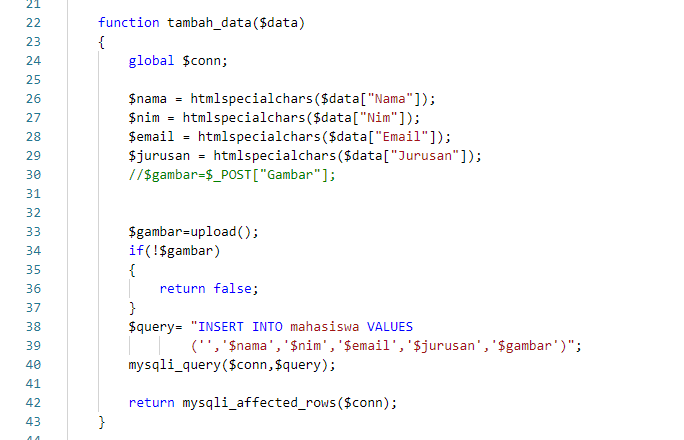 21
22 function tambah_data($data)
23 {
24 global $conn;
25
26 $nama = htmlspecialchars($data["Nama"]);
27 $nim = htmlspecialchars($data["Nim"]);
28 $email = htmlspecialchars($data["Email"]);
29 $jurusan = htmlspecialchars($data["Jurusan"]);
30 //$gambar=$_POST["Gambar"];
31
32
33 $gambar=upload();
34 if(!$gambar)
35 {
36 return false;
37 }
38 $query= "INSERT INTO mahasiswa VALUES
39 ('','$nama','$nim','$email','$jurusan','$gambar')";
40 mysqli_query($conn,$query);
41
42 return mysqli_affected_rows($conn);
43 }